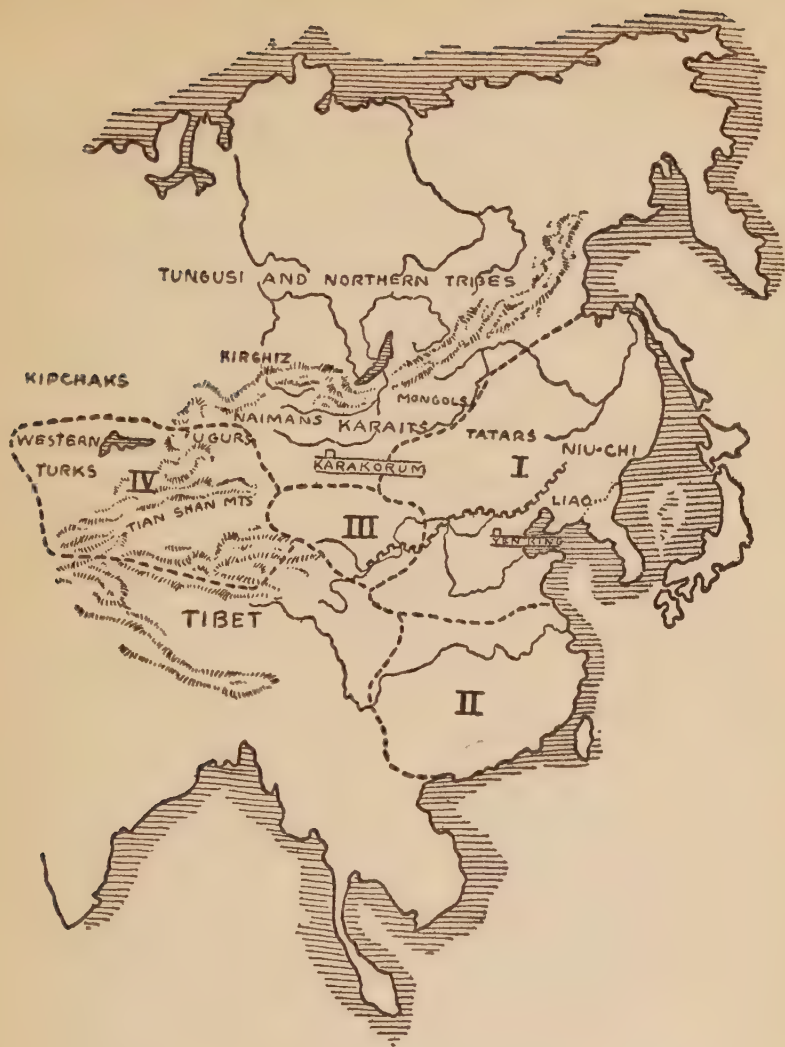 TUNGUSI AND NORTHERN TRIBES
KIRGHIZ
KIPCHAKS
MONGOLS
NAIMANS
KARAITS
TATARS
WESTERN
TURKS
UGURS
NIU-CHI
I
KARAKORUM
IV
LIAO
TIAN SHAN MTS
III
YEN KING
TIBET
II